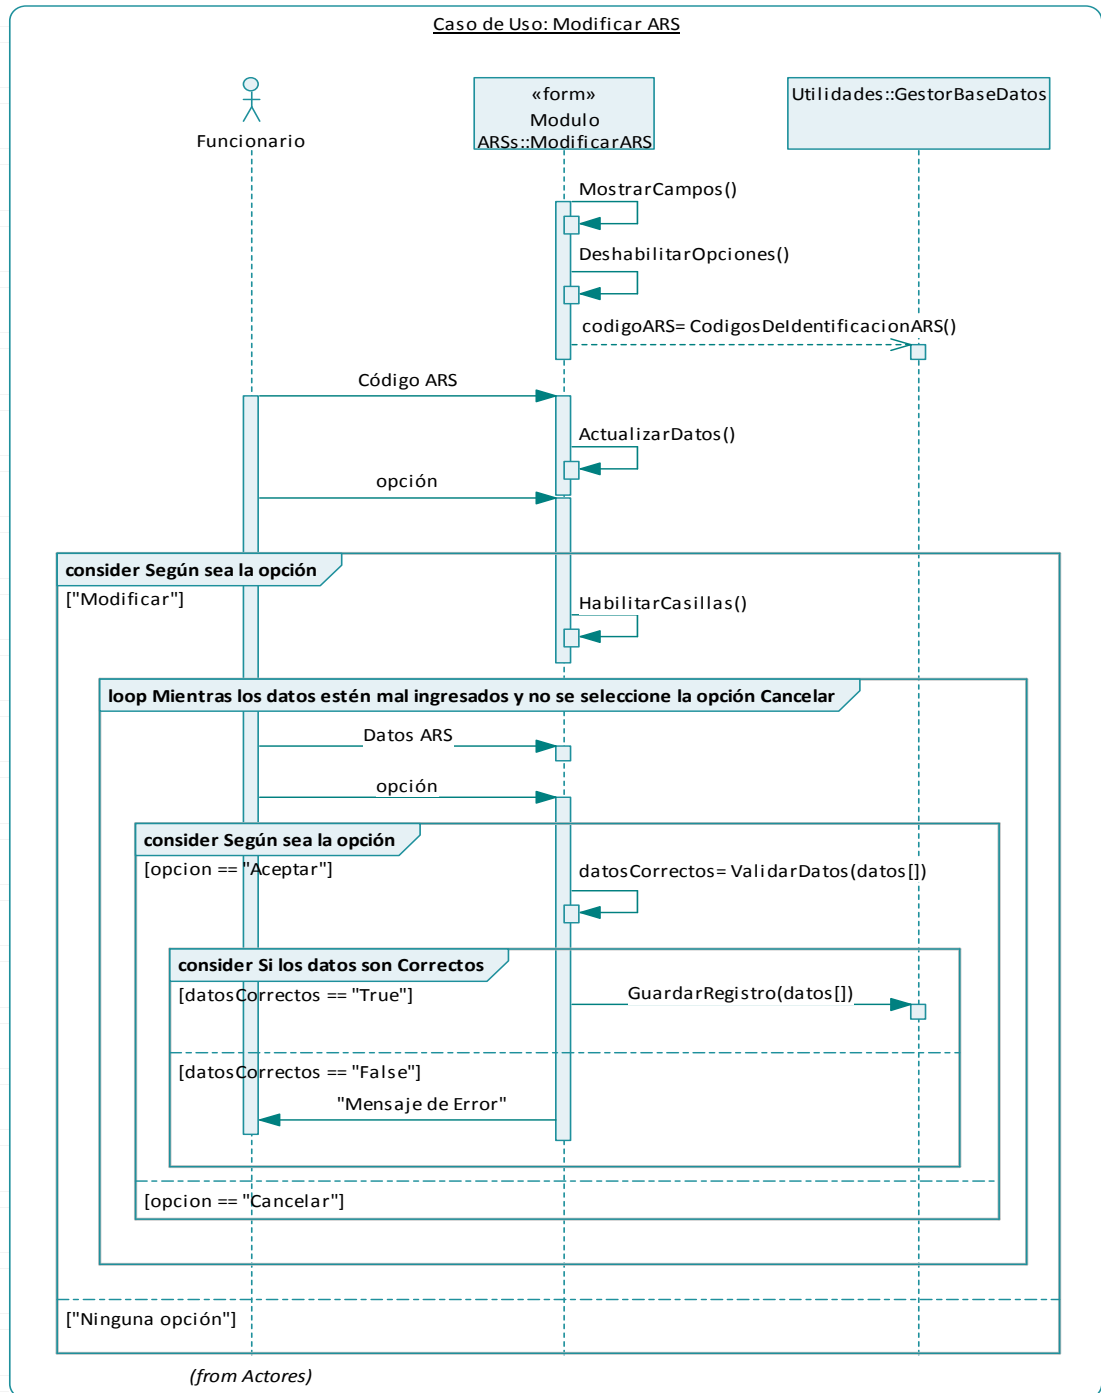 Caso de Uso: Modificar ARS
Funcionario
«form»
Modulo
ARSs::ModificarARS
Utilidades::GestorBaseDatos
MostrarCampos()
DeshabilitarOpciones()
codigoARS= CodigosDeIdentificacionARS()
Código ARS
ActualizarDatos()
opción
consider Según sea la opción
["Modificar"]
HabilitarCasillas()
loop Mientras los datos estén mal ingresados y no se seleccione la opción Cancelar
Datos ARS
opción
consider Según sea la opción
[opcion == "Aceptar"]
datosCorrectos= ValidarDatos(datos[])
consider Si los datos son Correctos
[datosCorrectos == "True"]
GuardarRegistro(datos[])
[datosCorrectos == "False"]
"Mensaje de Error"
[opcion == "Cancelar"]
["Ninguna opción"]
(from Actores)